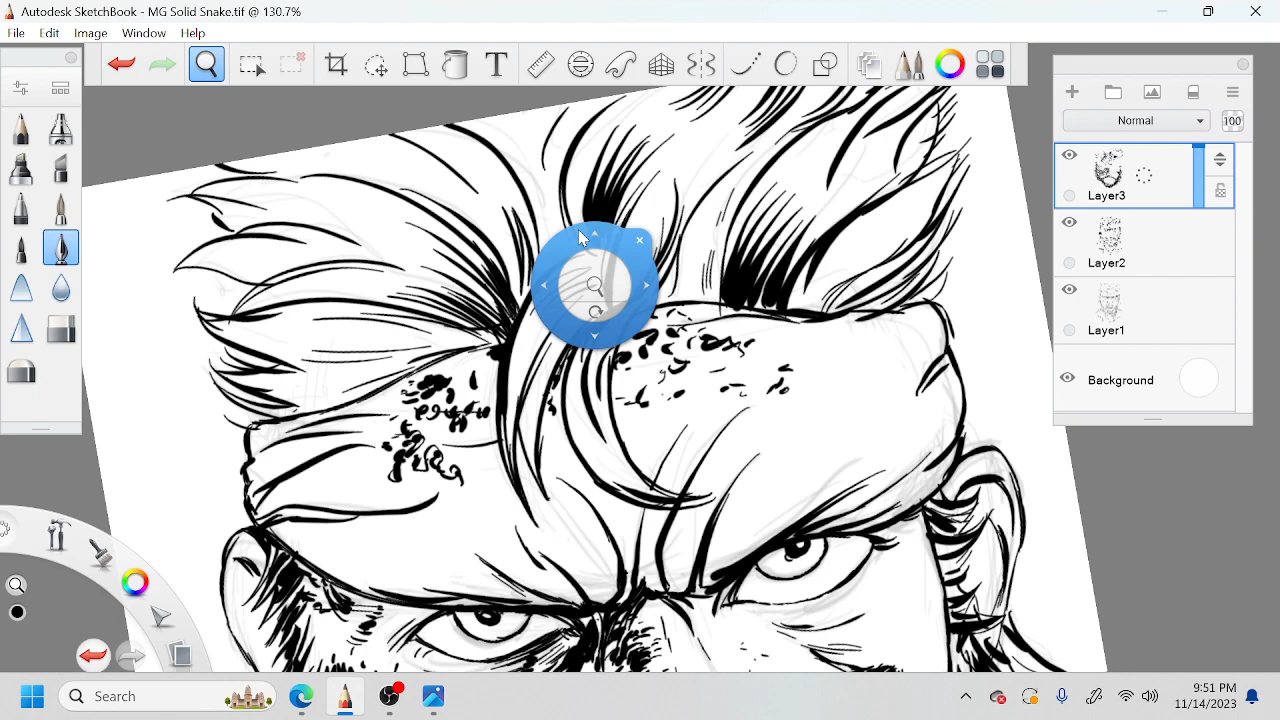 Autodesk SketchBook - MG Solid Snake.tif @ 130.7%
File Edit Image Window Help
T
Normal 100
Layer3
Layer2
Layer1
Background
Search
9:51 PM
11/14/2023